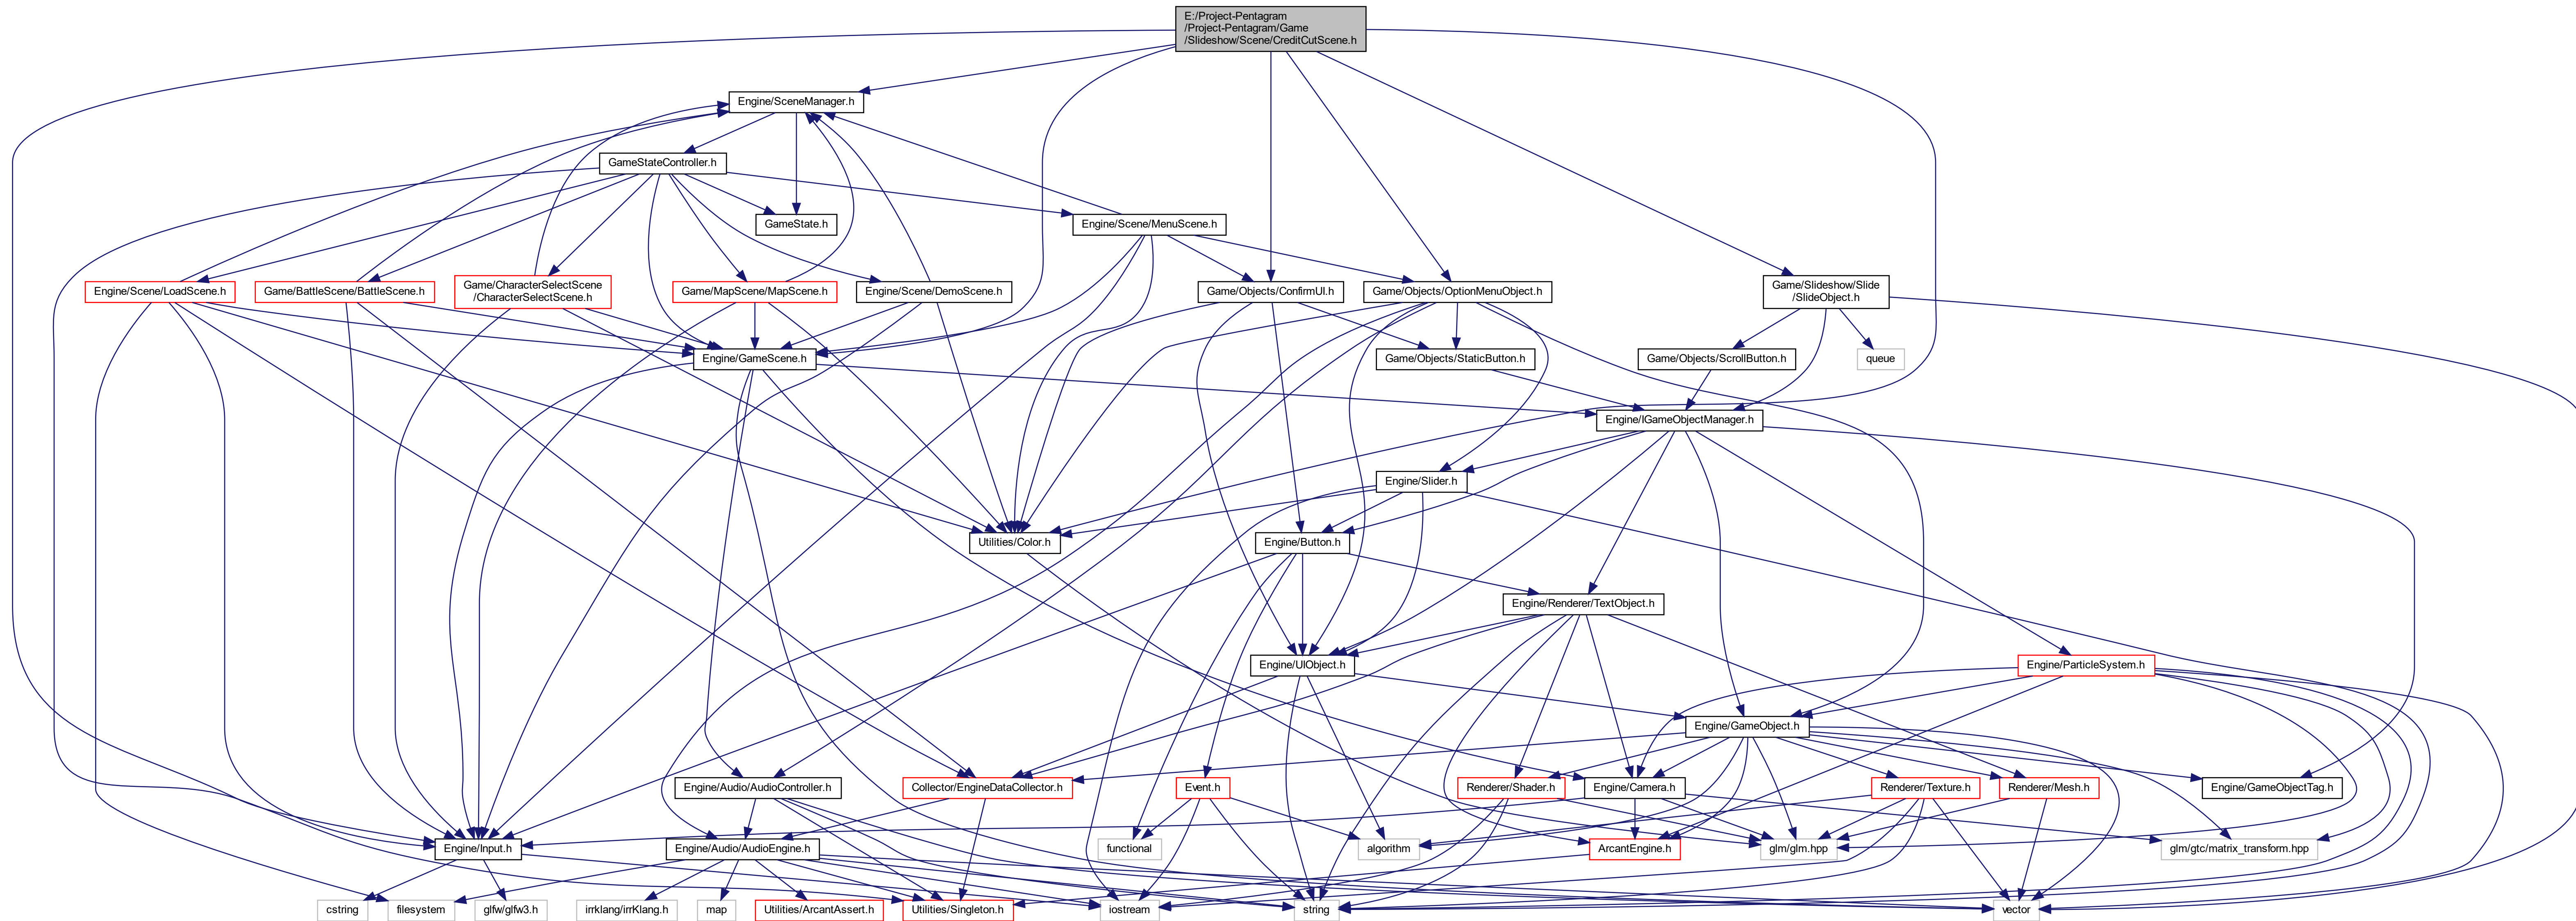 E:/Project-Pentagram
/Project-Pentagram/Game
/Slideshow/Scene/CreditCutScene.h
Engine/SceneManager.h
GameStateController.h
GameState.h
Engine/Scene/MenuScene.h
Engine/Scene/LoadScene.h
Game/BattleScene/BattleScene.h
Game/CharacterSelectScene
/CharacterSelectScene.h
Game/MapScene/MapScene.h
Engine/Scene/DemoScene.h
Game/Objects/ConfirmUI.h
Game/Objects/OptionMenuObject.h
Game/Slideshow/Slide
/SlideObject.h
Engine/GameScene.h
Game/Objects/StaticButton.h
Game/Objects/ScrollButton.h
queue
Engine/IGameObjectManager.h
Engine/Slider.h
Utilities/Color.h
Engine/Button.h
Engine/Renderer/TextObject.h
Engine/UIObject.h
Engine/ParticleSystem.h
Engine/GameObject.h
Engine/Audio/AudioController.h
Collector/EngineDataCollector.h
Event.h
Renderer/Shader.h
Engine/Camera.h
Renderer/Texture.h
Renderer/Mesh.h
Engine/GameObjectTag.h
Engine/Input.h
Engine/Audio/AudioEngine.h
functional
algorithm
ArcantEngine.h
glm/glm.hpp
glm/gtc/matrix_transform.hpp
cstring
filesystem
glfw/glfw3.h
irrklang/irrKlang.h
map
Utilities/ArcantAssert.h
Utilities/Singleton.h
iostream
string
vector